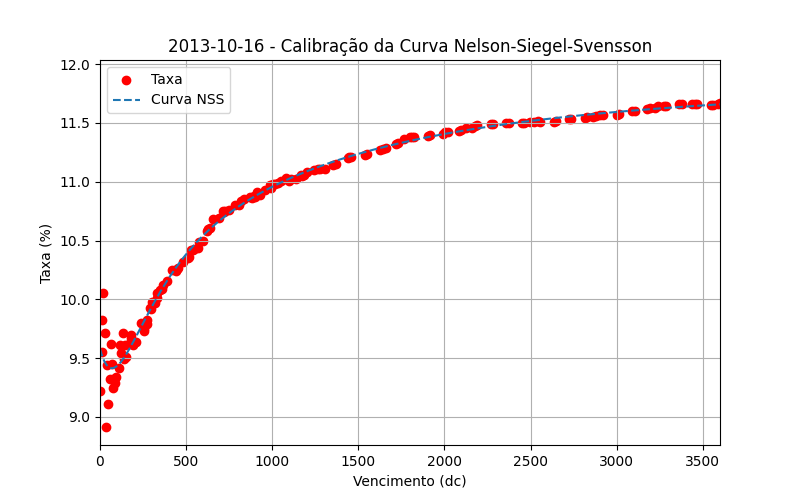 2013-10-16 - Calibração da Curva Nelson-Siegel-Svensson
Taxa
Curva NSS
Taxa (%)
12.0
11.5
11.0
10.5
10.0
9.5
9.0
0 500 1000 1500 2000 2500 3000 3500
Vencimento (dc)